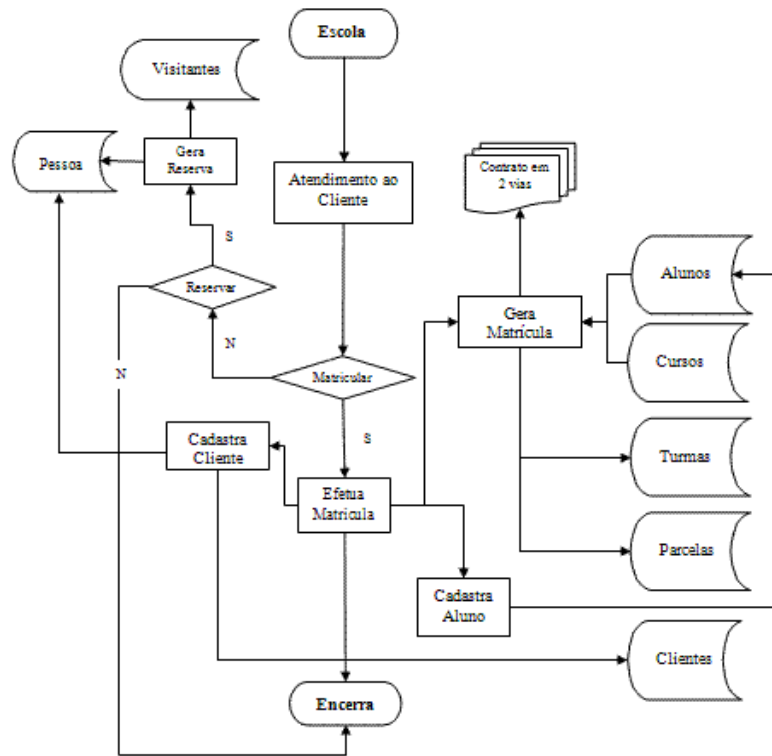 Escola
Visitantes
Gera
Reserva
Pessoa
Contrato em
2 vias
Atendimento ao
Cliente
S
Alunos
Reservar
Gera
Matrícula
N
Cursos
N
Matricular
S
Cadastra
Cliente
Turmas
Efetua
Matricula
Parcelas
Cadastra
Aluno
Clientes
Encerra